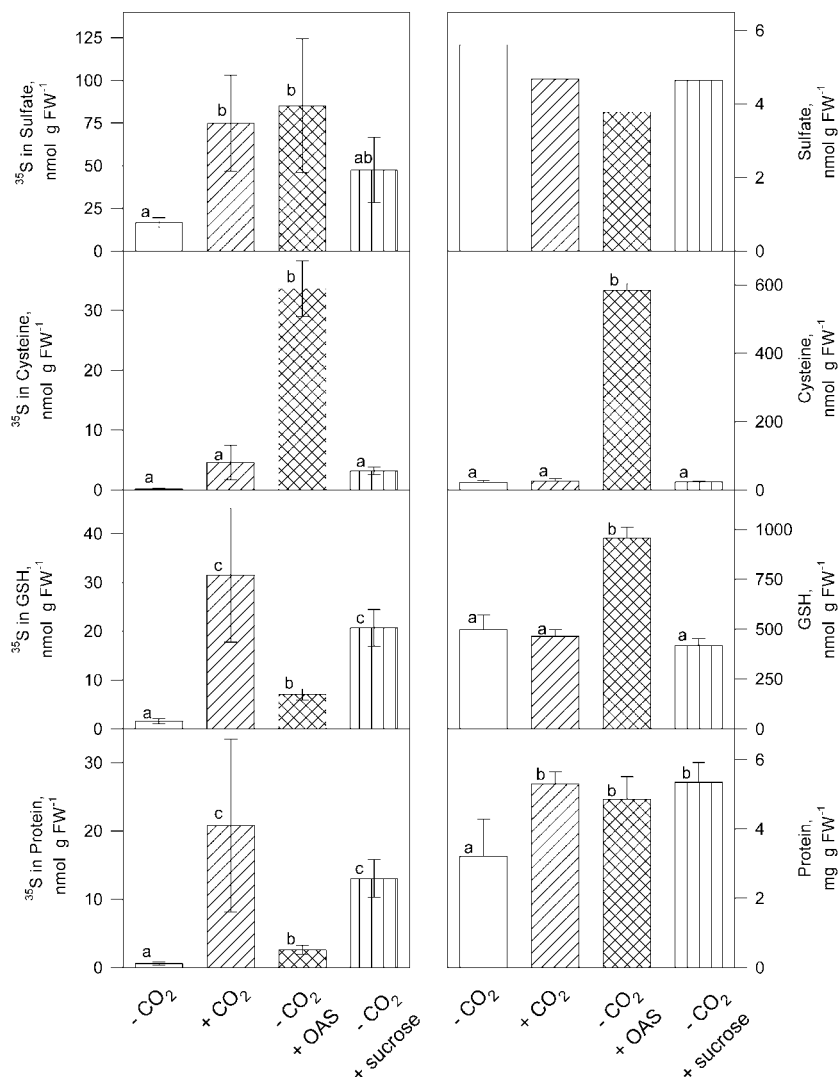 ³⁵S in Sulfate,
nmol g FW⁻¹
125
100
75
50
25
0
a
b
b
ab
6
4
2
0
Sulfate,
nmol g FW⁻¹
³⁵S in Cysteine,
nmol g FW⁻¹
30
20
10
0
a
a
b
a
a
a
b
a
600
400
200
0
Cysteine,
nmol g FW⁻¹
³⁵S in GSH,
nmol g FW⁻¹
40
30
20
10
0
a
c
b
c
a
a
b
a
1000
750
500
250
0
GSH,
nmol g FW⁻¹
³⁵S in Protein,
nmol g FW⁻¹
30
20
10
0
a
c
b
c
a
b
b
b
6
4
2
0
Protein,
mg g FW⁻¹
- CO₂
+ CO₂
- CO₂
+ OAS
- CO₂
+ sucrose
- CO₂
+ CO₂
- CO₂
+ OAS
- CO₂
+ sucrose